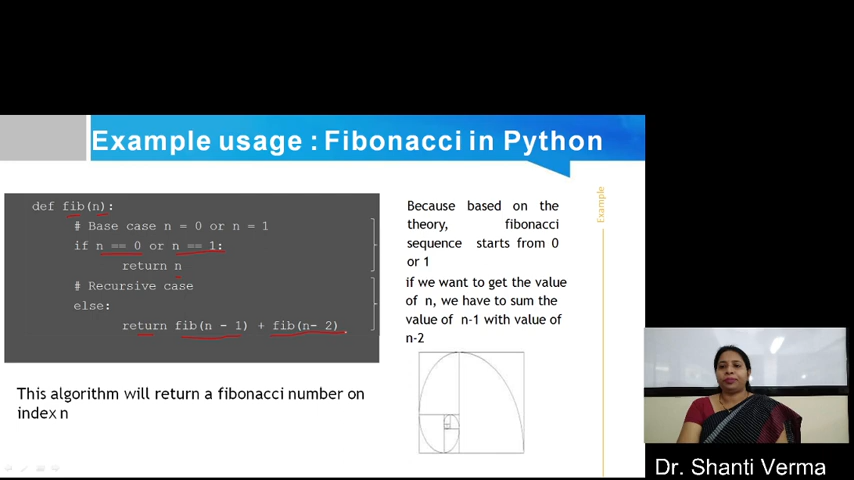 Example usage : Fibonacci in Python
def fib(n):
# Base case n = 0 or n = 1
if n == 0 or n == 1:
return n
# Recursive case
else:
return fib(n - 1) + fib(n- 2)
This algorithm will return a fibonacci number on
index n
Because based on the
theory, fibonacci
sequence starts from 0
or 1
if we want to get the value
of n, we have to sum the
value of n-1 with value of
n-2
Example
Dr. Shanti Verma